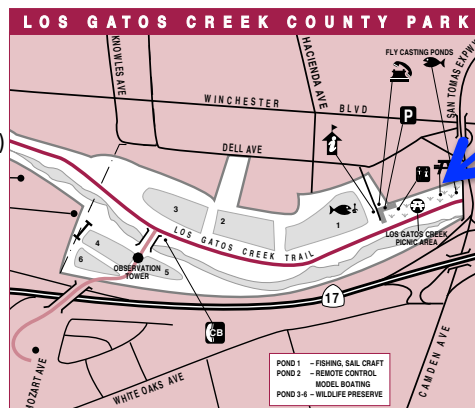 LOS GATOS CREEK COUNTY PARK
KNOWLES AVE
HACIENDA AVE
FLY CASTING PONDS
SAN TOMAS EXPWY
WINCHESTER BLVD
P
DELL AVE
i
)
3
2
1
LOS GATOS CREEK TRAIL
LOS GATOS CREEK
PICNIC AREA
4
6
5
OBSERVATION
TOWER
17
CB
MOZART AVE
WHITE OAKS AVE
CAMDEN AVE
POND 1 – FISHING, SAIL CRAFT
POND 2 – REMOTE CONTROL
MODEL BOATING
POND 3-6 – WILDLIFE PRESERVE